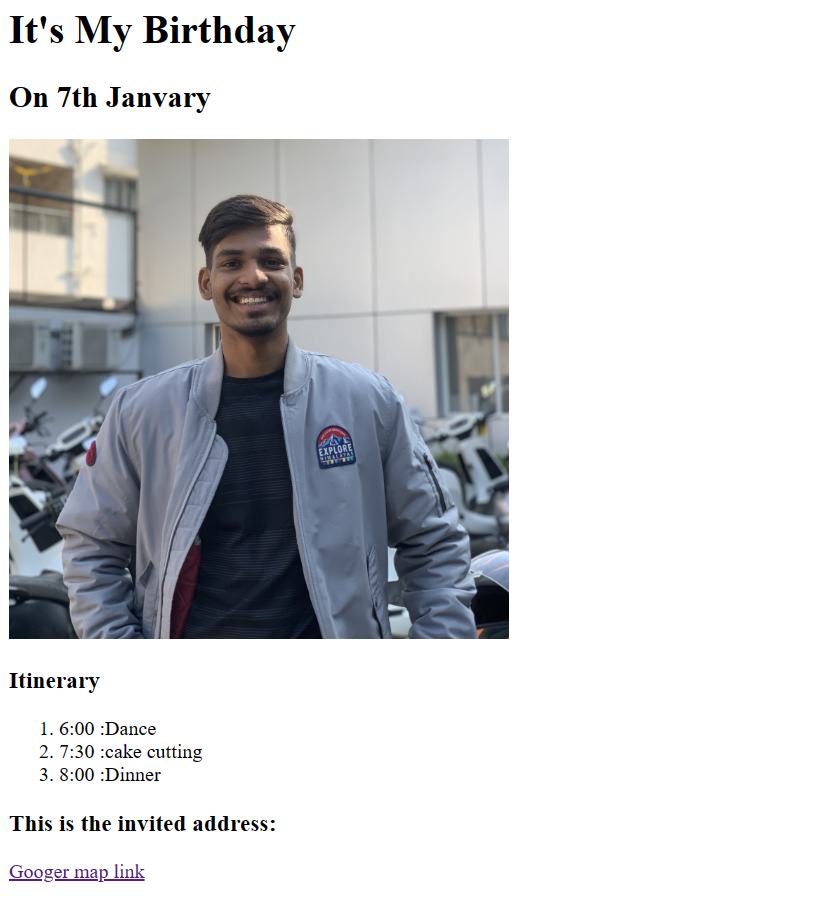 It's My Birthday
On 7th Janvary
EXPLORE
HIMALAYAS
Itinerary
1. 6:00 :Dance
2. 7:30 :cake cutting
3. 8:00 :Dinner
This is the invited address:
Googer map link